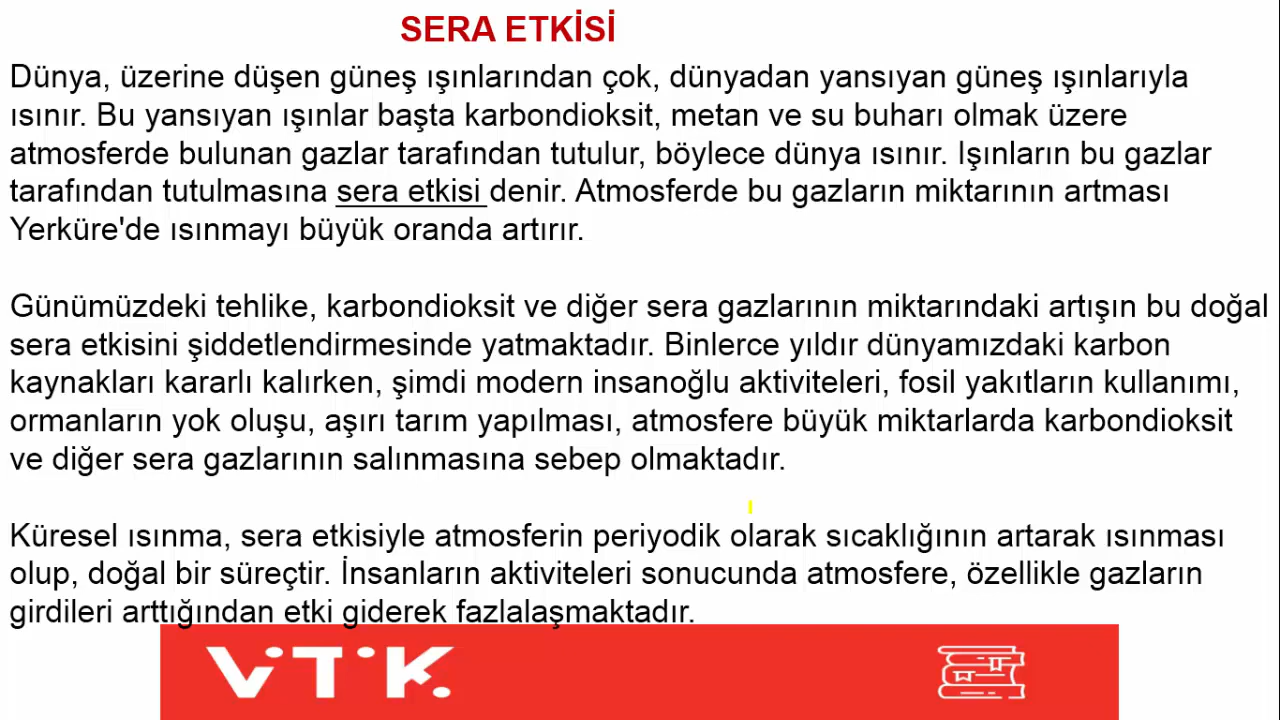 SERA ETKİSİ
Dünya, üzerine düşen güneş ışınlarından çok, dünyadan yansıyan güneş ışınlarıyla
ısınır. Bu yansıyan ışınlar başta karbondioksit, metan ve su buharı olmak üzere
atmosferde bulunan gazlar tarafından tutulur, böylece dünya ısınır. Işınların bu gazlar
tarafından tutulmasına sera etkisi denir. Atmosferde bu gazların miktarının artması
Yerküre'de ısınmayı büyük oranda artırır.
Günümüzdeki tehlike, karbondioksit ve diğer sera gazlarının miktarındaki artışın bu doğal
sera etkisini şiddetlendirmesinde yatmaktadır. Binlerce yıldır dünyamızdaki karbon
kaynakları kararlı kalırken, şimdi modern insanoğlu aktiviteleri, fosil yakıtların kullanımı,
ormanların yok oluşu, aşırı tarım yapılması, atmosfere büyük miktarlarda karbondioksit
ve diğer sera gazlarının salınmasına sebep olmaktadır.
Küresel ısınma, sera etkisiyle atmosferin periyodik olarak sıcaklığının artarak ısınması
olup, doğal bir süreçtir. İnsanların aktiviteleri sonucunda atmosfere, özellikle gazların
girdileri arttığından etki giderek fazlalaşmaktadır.
VİTİK.